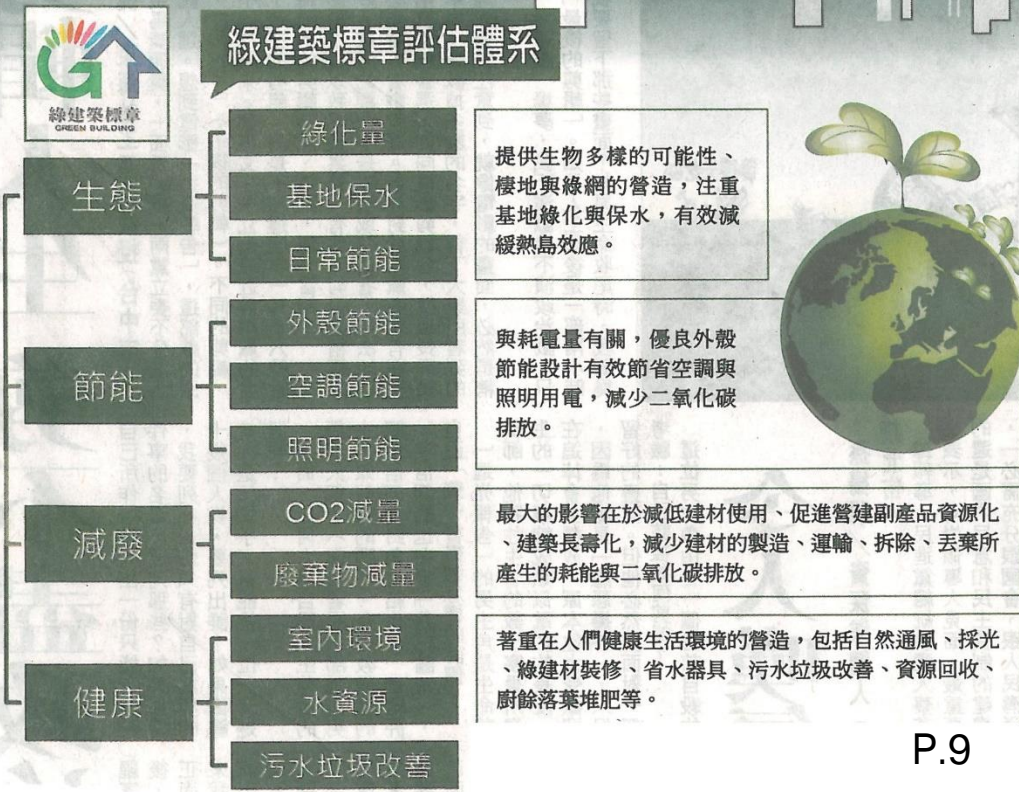 綠建築標章評估體系
綠建築標章
GREEN BUILDING
生態
綠化量
基地保水
日常節能
提供生物多樣的可能性、
棲地與綠網的營造，注重
基地綠化與保水，有效減
緩熱島效應。
節能
外殼節能
空調節能
照明節能
與耗電量有關，優良外殼
節能設計有效節省空調與
照明用電，減少二氧化碳
排放。
減廢
CO2減量
廢棄物減量
最大的影響在於減低建材使用、促進營建副產品資源化
、建築長壽化，減少建材的製造、運輸、拆除、丟棄所
產生的耗能與二氧化碳排放。
健康
室內環境
水資源
污水垃圾改善
著重在人們健康生活環境的營造，包括自然通風、採光
、綠建材裝修、省水器具、污水垃圾改善、資源回收、
廚餘落葉堆肥等。
P.9